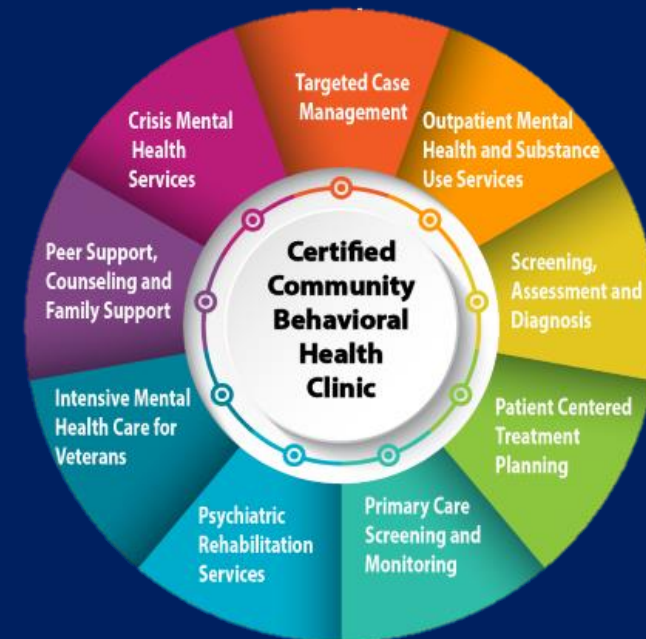 Targeted Case
Management
Outpatient Mental
Health and Substance
Use Services
Screening,
Assessment and
Diagnosis
Patient Centered
Treatment
Planning
Primary Care
Screening and
Monitoring
Psychiatric
Rehabilitation
Services
Intensive Mental
Health Care for
Veterans
Peer Support,
Counseling and
Family Support
Crisis Mental
Health
Services
Certified
Community
Behavioral
Health
Clinic